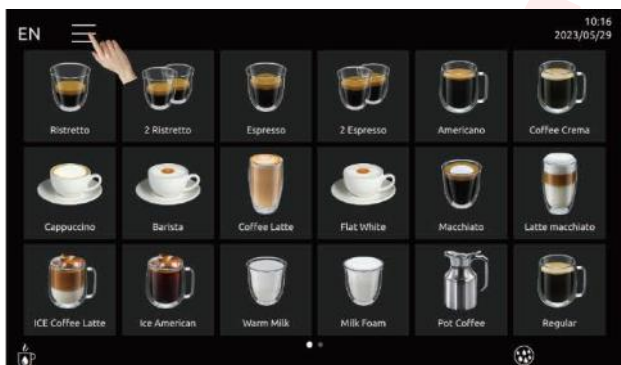 EN
10:16
2023/05/29
Ristretto
2 Ristretto
Espresso
2 Espresso
Americano
Coffee Crema
Cappuccino
Barista
Coffee Latte
Flat White
Macchiato
Latte macchiato
ICE Coffee Latte
Ice American
Warm Milk
Milk Foam
Pot Coffee
Regular